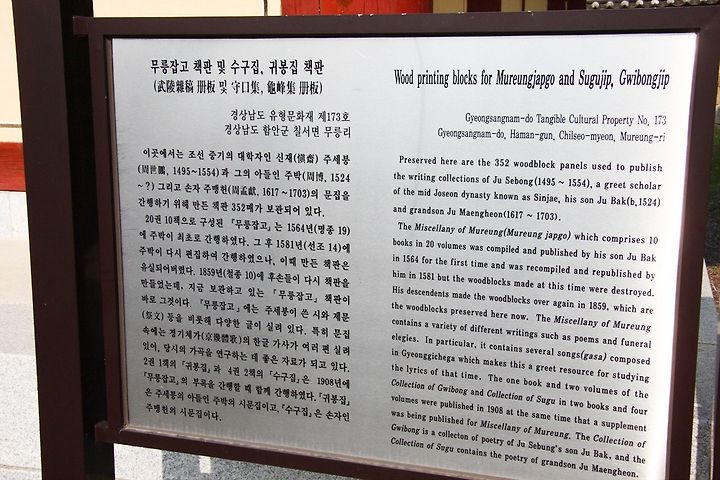 무릉잡고 책판 및 수구집, 귀봉집 책판
(武陵雜稿 册板 및 守口集, 龜峰集 册板)
경상남도 유형문화재 제173호
경상남도 함안군 칠서면 무릉리
이곳에서는 조선 중기의 대학자인 신재(愼齋) 주세붕
(周世鵬, 1495~1554)과 그의 아들인 주박(周博, 1524
~?) 그리고 손자 주맹헌(周孟獻, 1617~1703)의 문집을
간행하기 위해 만든 책판 352매가 보관되어 있다.
20권 10책으로 구성된 「무릉잡고」는 1564년(명종 19)
에 주박이 최초로 간행하였다. 그 후 1581년(선조 14)에
주박이 다시 편집하여 간행하였으나, 이때 만든 책판은
유실되어버렸다. 1859년(철종 10)에 후손들이 다시 책판을
만들었는데, 지금 보관하고 있는 「무릉잡고」 책판이
바로 그것이다. 「무릉잡고」에는 주세붕이 쓴 시와 제문
(祭文) 등을 비롯해 다양한 글이 실려 있다. 특히 문집
속에는 경기체가(京幾體歌)의 한글 가사가 여러 편 실려
있어, 당시의 가곡을 연구하는 데 좋은 자료가 되고 있다.
2권 1책의 「귀봉집」과 4권 2책의 「수구집」은 1908년에
「무릉잡고」의 부록을 간행할 때 함께 간행하였다. 「귀봉집」
은 주세붕의 아들인 주박의 시문집이고, 「수구집」은 손자인
주맹헌의 시문집이다.
Wood printing blocks for Mureungjapgo and Sugujip, Gwibongjip
Gyeongsangnam-do Tangible Cultural Property No. 173
Gyeongsangnam-do, Haman-gun, Chilseo-myeon, Mureung-ri
Preserved here are the 352 woodblock panels used to publish
the writing collections of Ju Sebong(1495 ~ 1554), a greet scholar
of the mid Joseon dynasty known as Sinjae, his son Ju Bak(b,1524)
and grandson Ju Maengheon(1617 ~ 1703).
The Miscellany of Mureung(Mureung japgo) which comprises 10
books in 20 volumes was compiled and published by his son Ju Bak
in 1564 for the first time and was recompiled and republished by
him in 1581 but the woodblocks made at this time were destroyed.
His descendents made the woodblocks over again in 1859, which are
the woodblocks preserved here now. The Miscellany of Mureung
contains a variety of different writings such as poems and funeral
elegies. In particular, it contains several songs(gasa) composed
in Gyeonggichega which makes this a greet resource for studying
the lyrics of that time. The one book and two volumes of the
Collection of Gwibong and Collection of Sugu in two books and four
volumes were published in 1908 at the same time that a supplement
was being published for Miscellany of Mureung. The Collection of
Gwibong is a collecton of poetry of Ju Sebung's son Ju Bak, and the
Collection of Sugu contains the poetry of grandson Ju Maengheon.